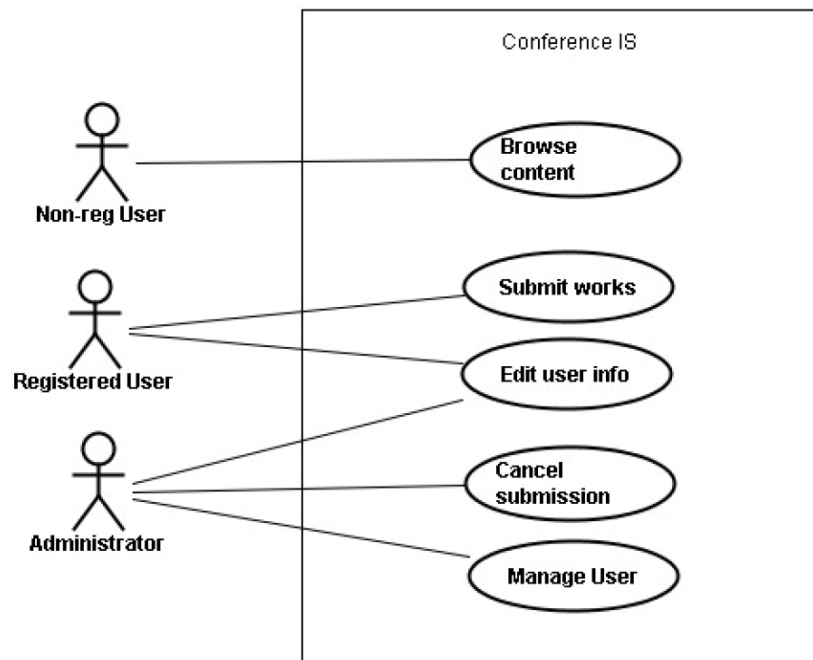 Conference IS
Browse
content
Non-reg User
Submit works
Registered User
Edit user info
Cancel
submission
Administrator
Manage User